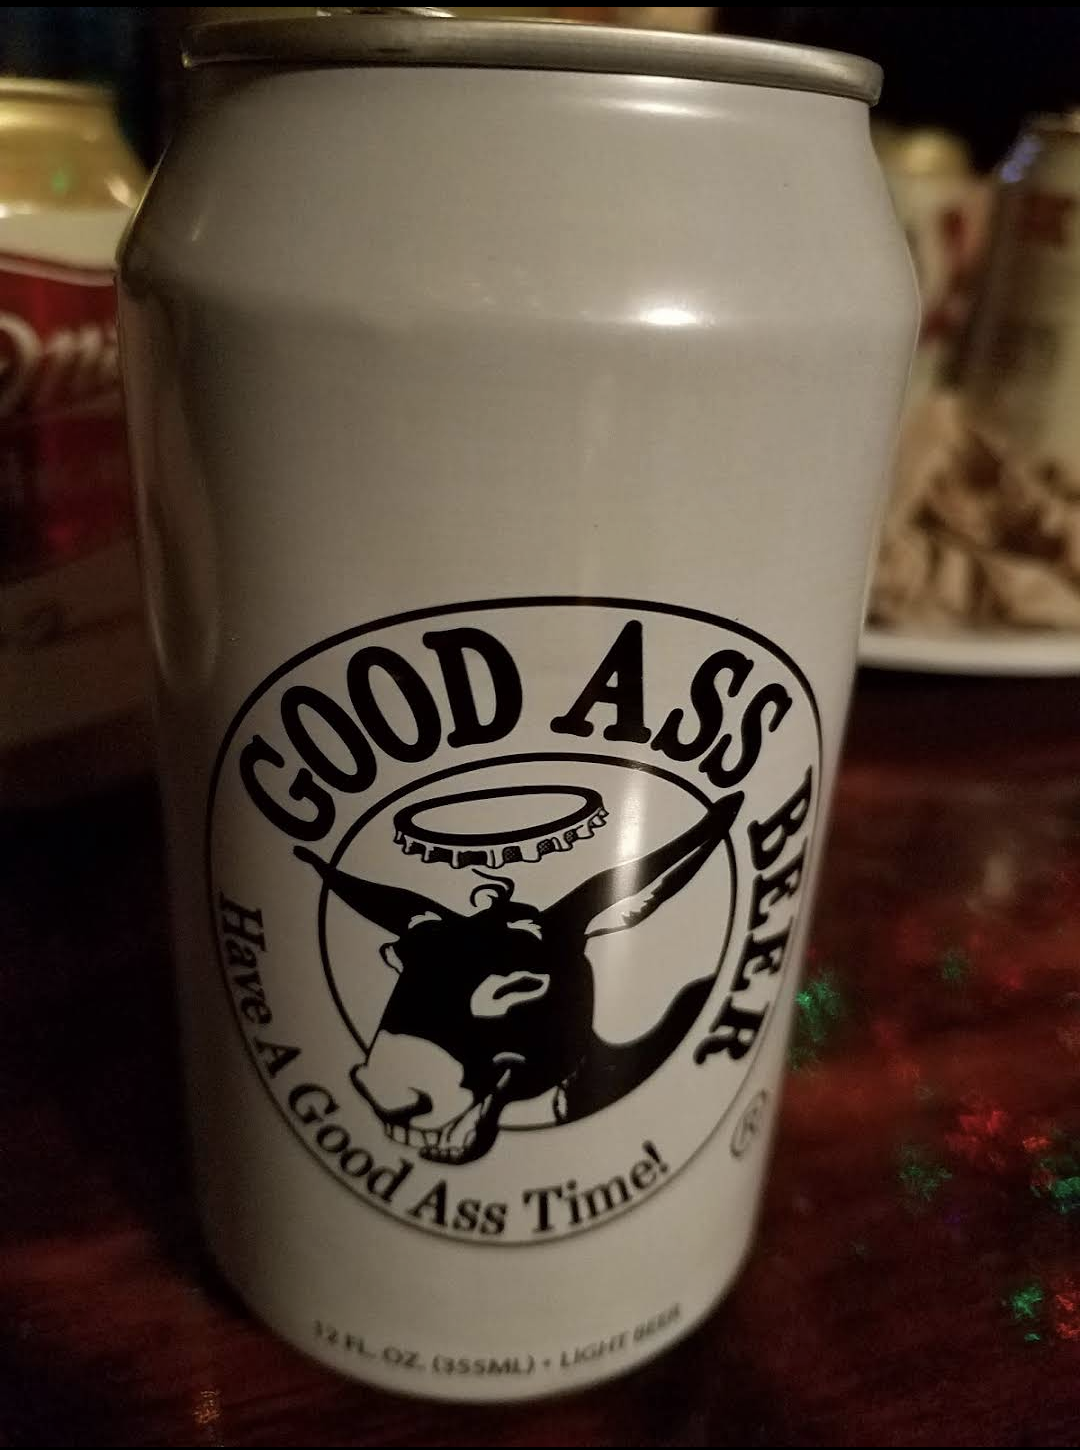 GOOD ASS BEER
®
Have A Good Ass Time!
12 FL. OZ. (355ML) • LIGHT BEER